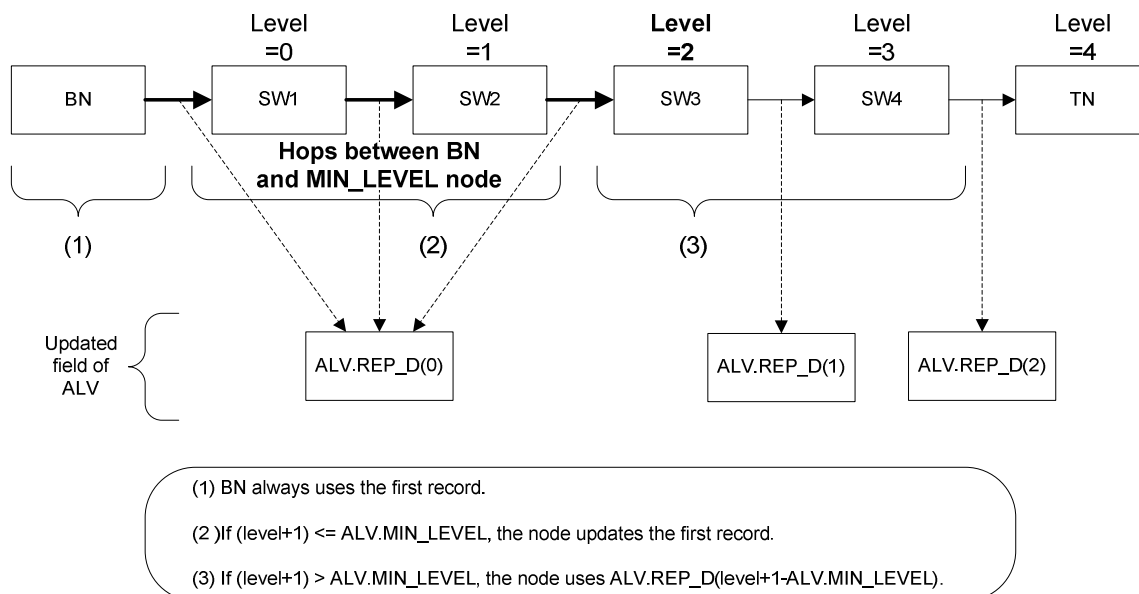 Level Level Level Level Level
=0 =1 =2 =3 =4
BN SW1 SW2 SW3 SW4 TN
Hops between BN
and MIN_LEVEL node
(1) (2) (3)
Updated
field of
ALV
ALV.REP_D(0) ALV.REP_D(1) ALV.REP_D(2)
(1) BN always uses the first record.
(2 )If (level+1) <= ALV.MIN_LEVEL, the node updates the first record.
(3) If (level+1) > ALV.MIN_LEVEL, the node uses ALV.REP_D(level+1-ALV.MIN_LEVEL).